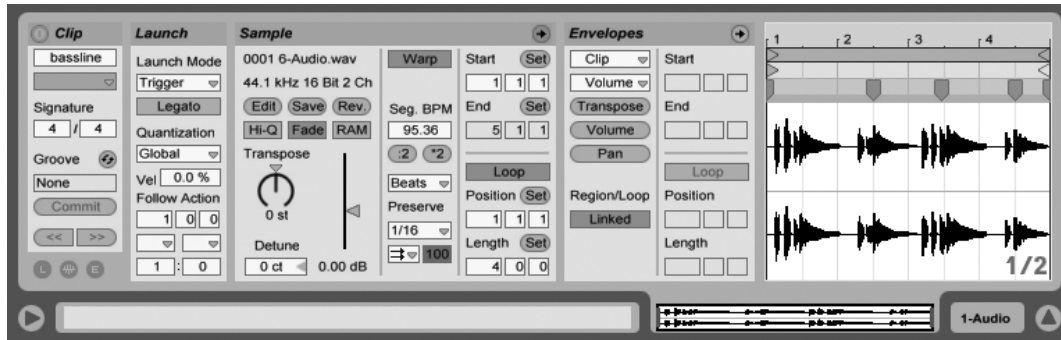 Clip
bassline
Signature
4 / 4
Groove
None
Commit
<< >>
L E
Launch
Launch Mode
Trigger
Legato
Quantization
Global
Vel 0.0 %
Follow Action
1 0 0
1 : 0
Sample
0001 6-Audio.wav
44.1 kHz 16 Bit 2 Ch
Edit Save Rev.
Hi-Q Fade RAM
Transpose
0 st
Detune
0 ct 0.00 dB
Warp
Seg. BPM
95.36
:2 *2
Beats
Preserve
1/16
100
Start Set
1 1 1
End Set
5 1 1
Loop
Position Set
1 1 1
Length Set
4 0 0
Envelopes
Clip
Volume
Transpose
Volume
Pan
Region/Loop
Linked
Start
End
Loop
Position
Length
1 2 3 4
1/2
1-Audio